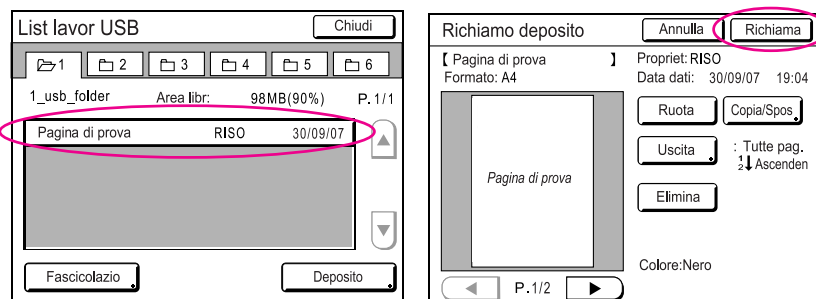 List lavor USB
Chiudi
1 2 3 4 5 6
1_usb_folder Area libr: 98MB(90%) P.1/1
Pagina di prova RISO 30/09/07
Fascicolazio Deposito
Richiamo deposito Annulla Richiama
【 Pagina di prova 】 Propriet: RISO
Formato: A4 Data dati: 30/09/07 19:04
Ruota Copia/Spos.
Uscita : Tutte pag.
1 2 Ascenden
Pagina di prova
Elimina
Colore:Nero
P.1/2